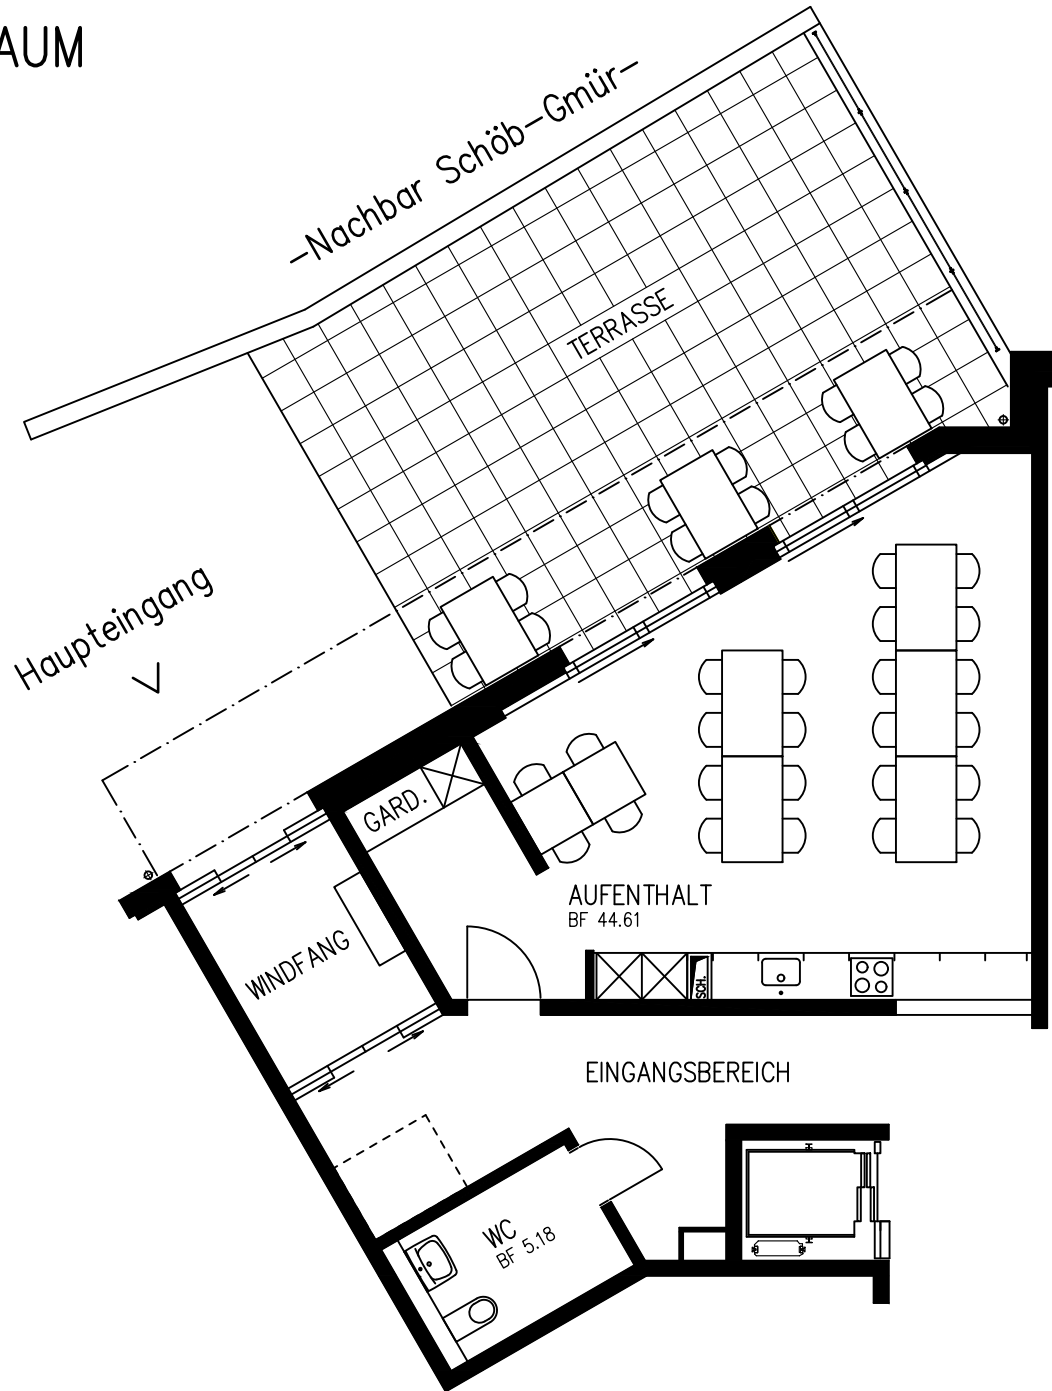 AUM
-Nachbar Schöb-Gmür-
TERRASSE
Haupteingang
GARD.
AUFENTHALT
BF 44.61
WINDFANG
SCH.
EINGANGSBEREICH
WC
BF 5.18